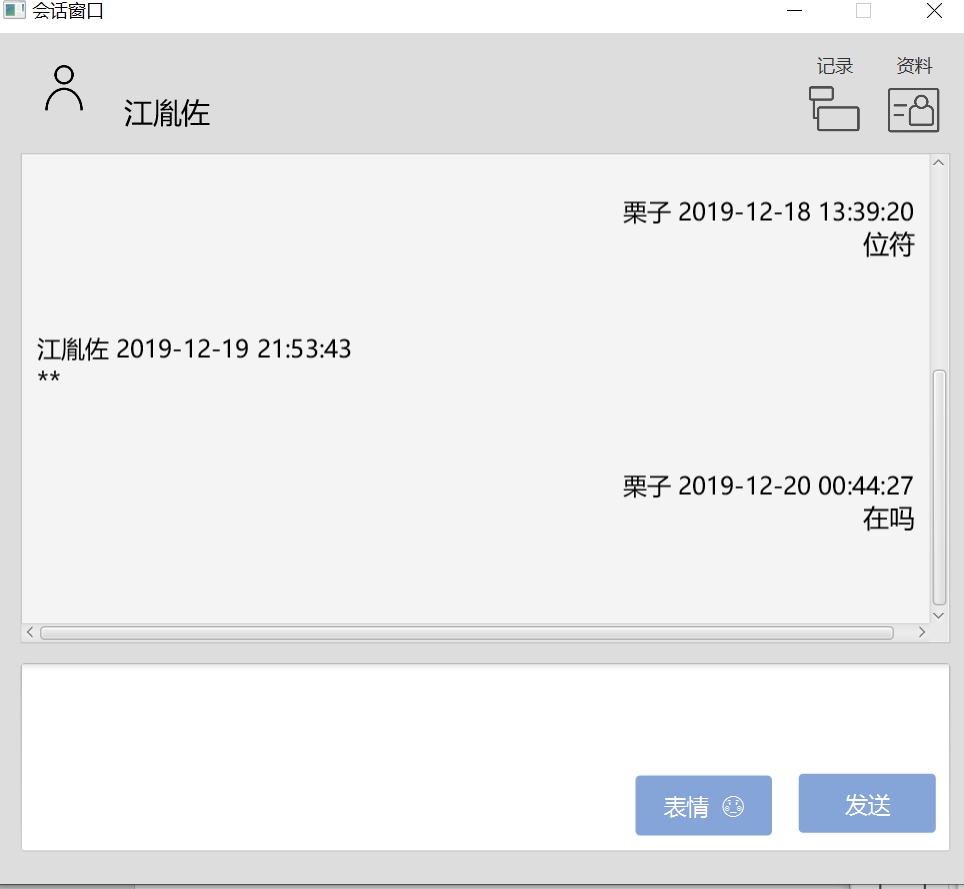 会话窗口
记录 资料
江胤佐
栗子 2019-12-18 13:39:20
位符
江胤佐 2019-12-19 21:53:43
**
栗子 2019-12-20 00:44:27
在吗
表情 发送